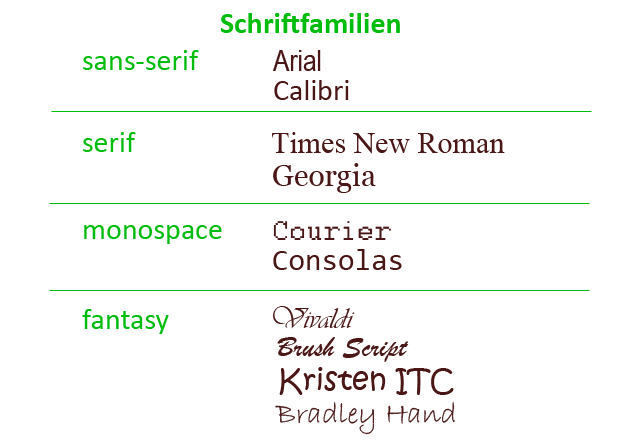 Schriftfamilien
sans-serif Arial
Calibri
serif Times New Roman
Georgia
monospace Courier
Consolas
fantasy Vivaldi
Brush Script
Kristen ITC
Bradley Hand